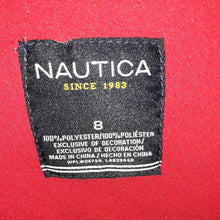 NAUTICA
SINCE 1983
8
100%POLYESTER/100%POLIÉSTER
EXCLUSIVE OF DECORATION/
EXCLUSIVO DE DECORACIÓN
MADE IN CHINA / HECHO EN CHINA